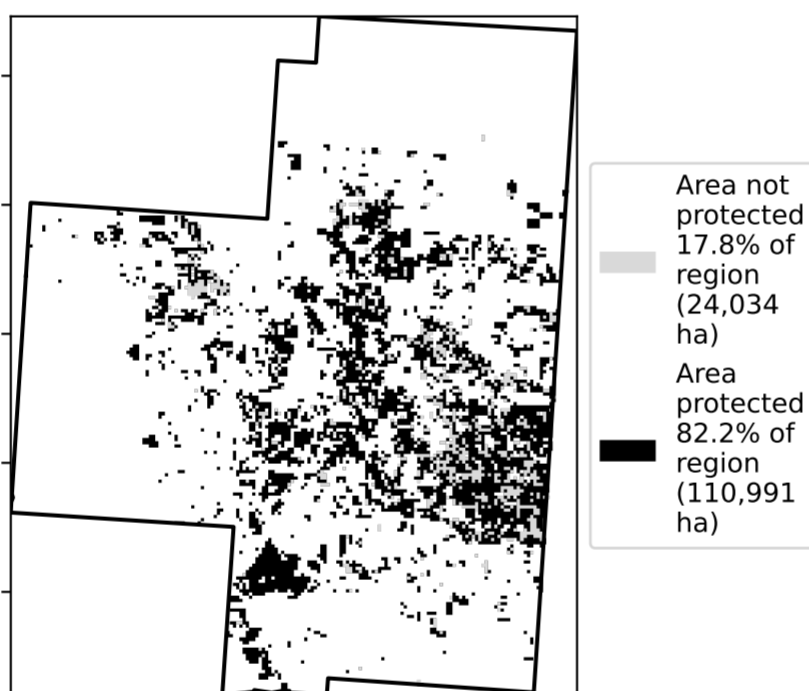 Area not
protected
17.8% of
region
(24,034
ha)
Area
protected
82.2% of
region
(110,991
ha)